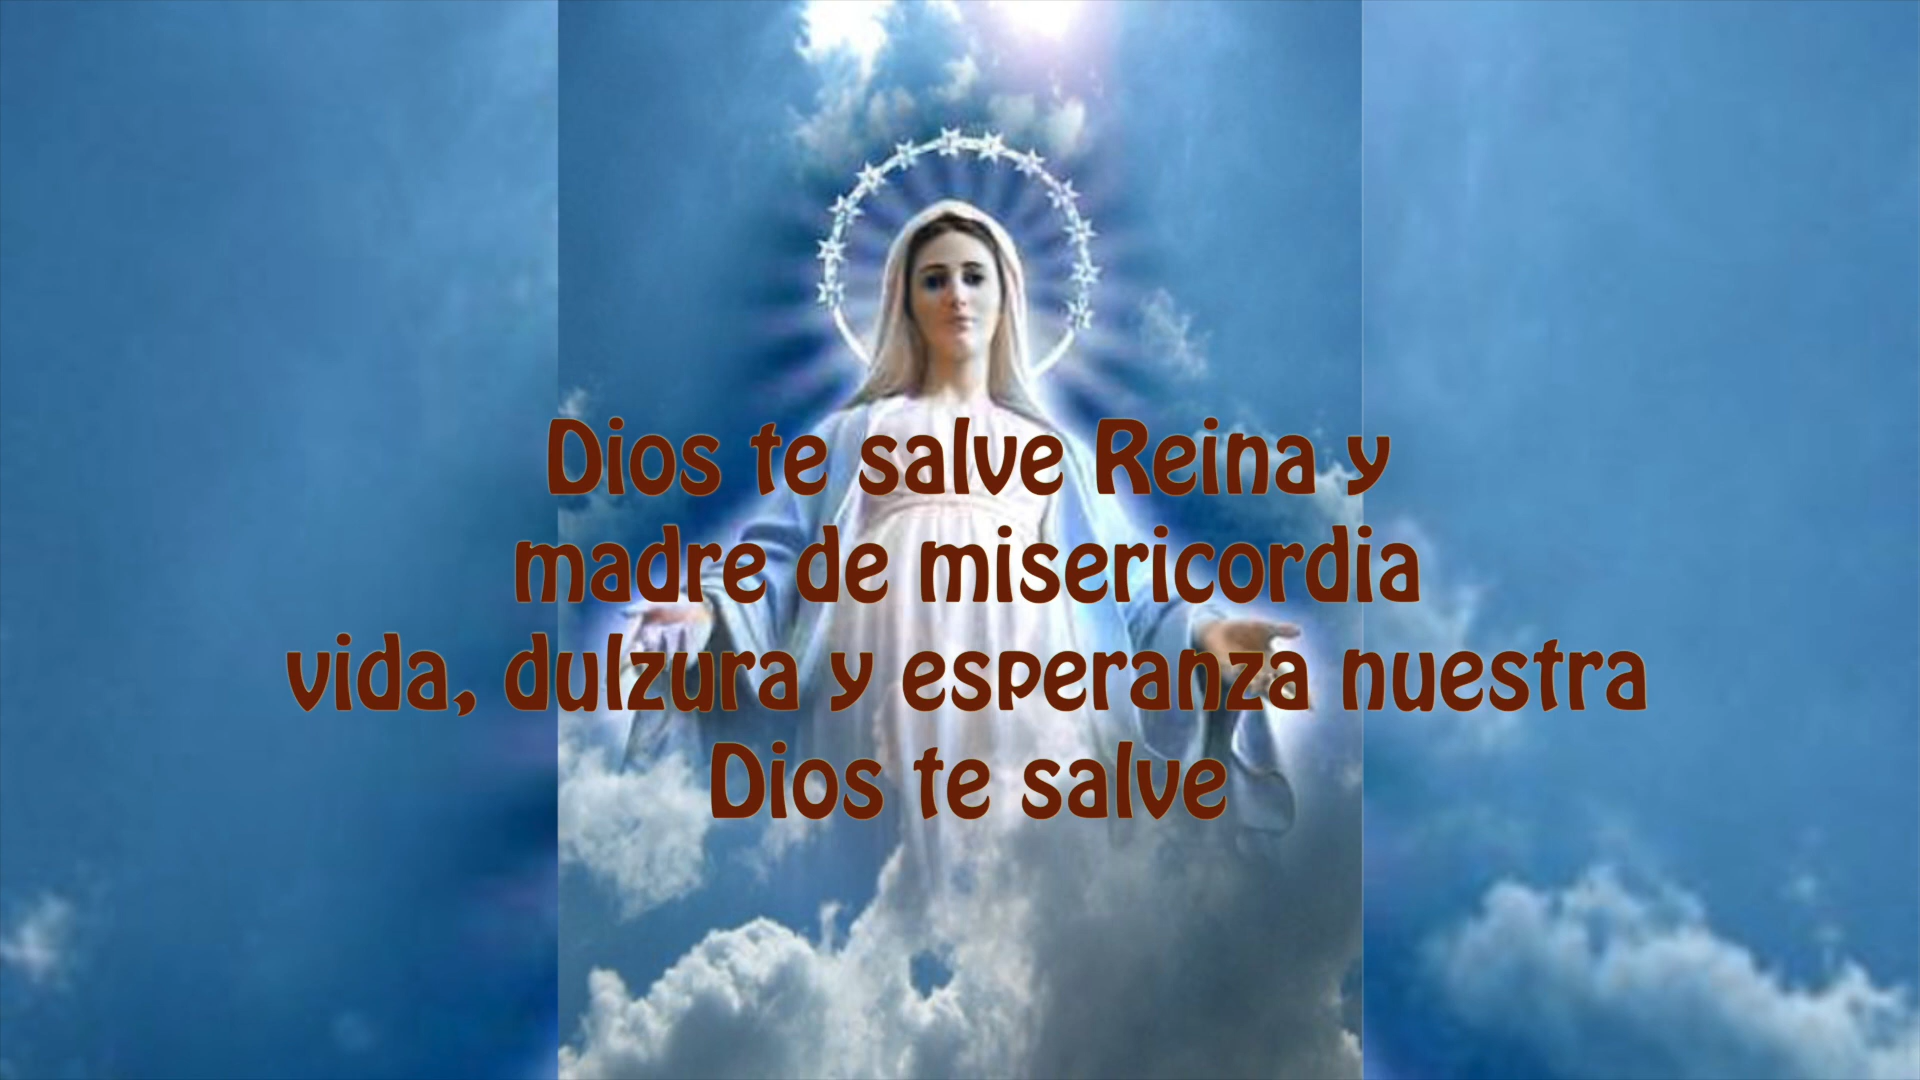 Dios te salve Reina y
madre de misericordia
vida, dulzura y esperanza nuestra
Dios te salve